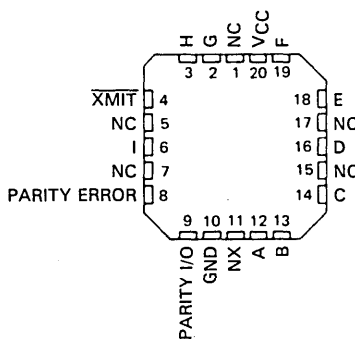 H G NC VCC F
3 2 1 20 19
XMIT 4
NC 5
I 6
NC 7
PARITY ERROR 8
18 E
17 NC
16 D
15 NC
14 C
9 10 11 12 13
PARITY I/O GND NX A B